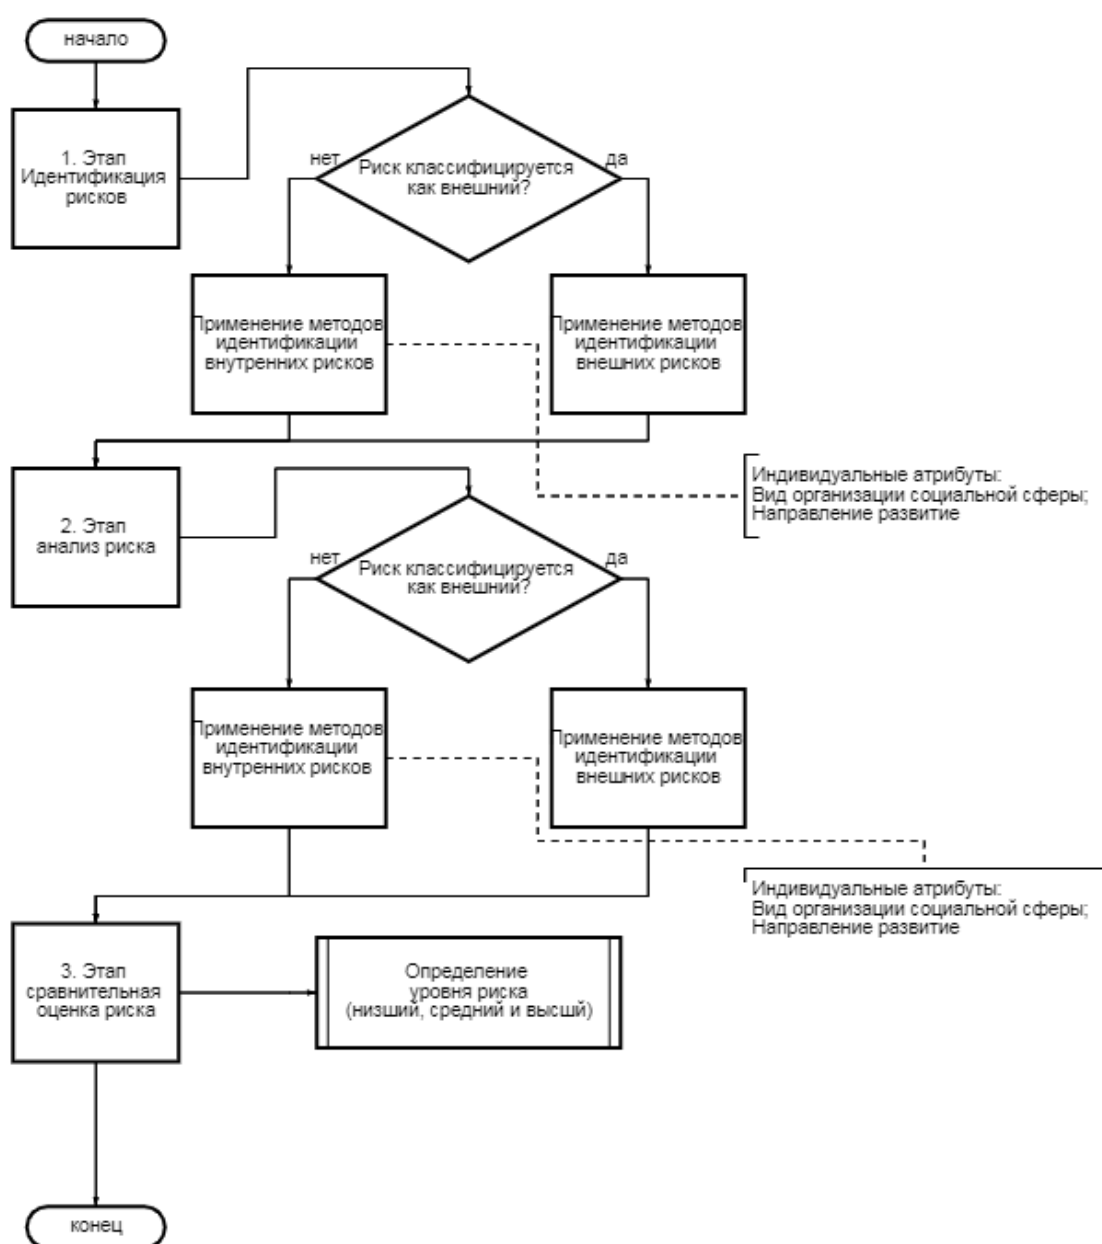 начало
1. Этап
Идентификация
рисков
нет
да
Риск классифицируется
как внешний?
Применение методов
идентификации
внутренних рисков
Применение методов
идентификации
внешних рисков
Индивидуальные атрибуты:
Вид организации социальной сферы;
Направление развитие
2. Этап
анализ риска
нет
да
Риск классифицируется
как внешний?
Применение методов
идентификации
внутренних рисков
Применение методов
идентификации
внешних рисков
Индивидуальные атрибуты:
Вид организации социальной сферы;
Направление развитие
3. Этап
сравнительная
оценка риска
Определение
уровня риска
(низший, средний и высшй)
конец